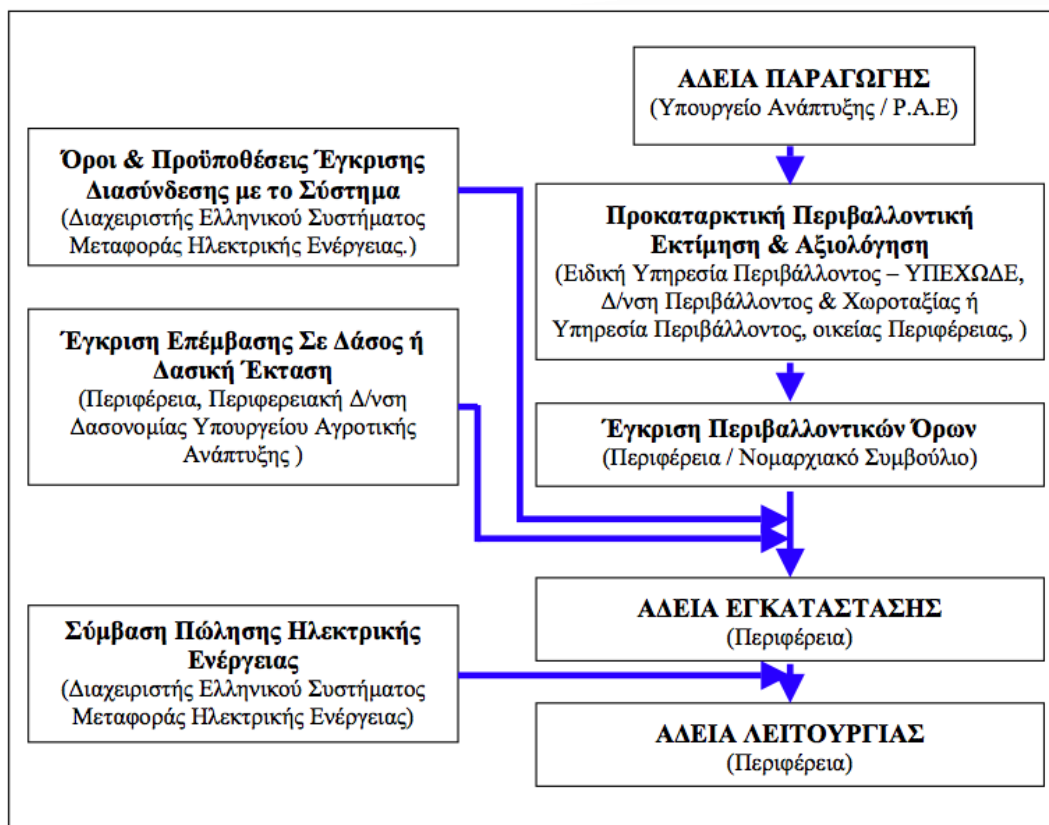 ΑΔΕΙΑ ΠΑΡΑΓΩΓΗΣ
(Υπουργείο Ανάπτυξης / Ρ.Α.Ε)
Όροι & Προϋποθέσεις Έγκρισης
Διασύνδεσης με το Σύστημα
(Διαχειριστής Ελληνικού Συστήματος
Μεταφοράς Ηλεκτρικής Ενέργειας.)
Προκαταρκτική Περιβαλλοντική
Εκτίμηση & Αξιολόγηση
(Ειδική Υπηρεσία Περιβάλλοντος – ΥΠΕΧΩΔΕ,
Δ/νση Περιβάλλοντος & Χωροταξίας ή
Υπηρεσία Περιβάλλοντος, οικείας Περιφέρειας, )
Έγκριση Επέμβασης Σε Δάσος ή
Δασική Έκταση
(Περιφέρεια, Περιφερειακή Δ/νση
Δασονομίας Υπουργείου Αγροτικής
Ανάπτυξης )
Έγκριση Περιβαλλοντικών Όρων
(Περιφέρεια / Νομαρχιακό Συμβούλιο)
ΑΔΕΙΑ ΕΓΚΑΤΑΣΤΑΣΗΣ
(Περιφέρεια)
Σύμβαση Πώλησης Ηλεκτρικής
Ενέργειας
(Διαχειριστής Ελληνικού Συστήματος
Μεταφοράς Ηλεκτρικής Ενέργειας)
ΑΔΕΙΑ ΛΕΙΤΟΥΡΓΙΑΣ
(Περιφέρεια)